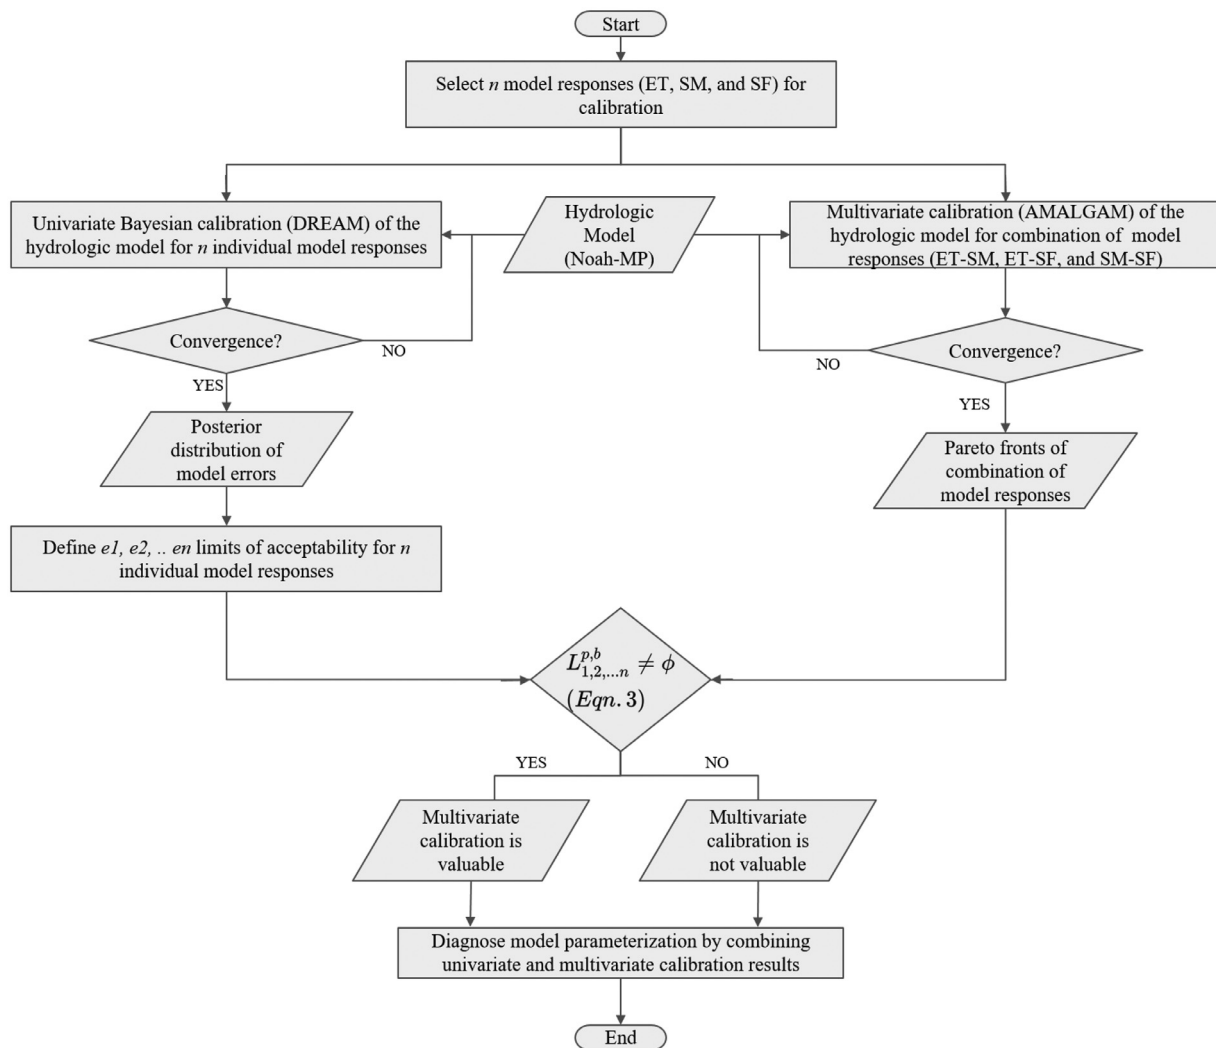 Start
Select n model responses (ET, SM, and SF) for
calibration
Univariate Bayesian calibration (DREAM) of the
hydrologic model for n individual model responses
Hydrologic
Model
(Noah-MP)
Multivariate calibration (AMALGAM) of the
hydrologic model for combination of model
responses (ET-SM, ET-SF, and SM-SF)
Convergence?
NO
YES
Convergence?
NO
YES
Posterior
distribution of
model errors
Pareto fronts of
combination of
model responses
Define e1, e2, .. en limits of acceptability for n
individual model responses
L^{p,b}_{1,2,...n} ≠ ϕ
(Eqn. 3)
YES
NO
Multivariate
calibration is
valuable
Multivariate
calibration is
not valuable
Diagnose model parameterization by combining
univariate and multivariate calibration results
End